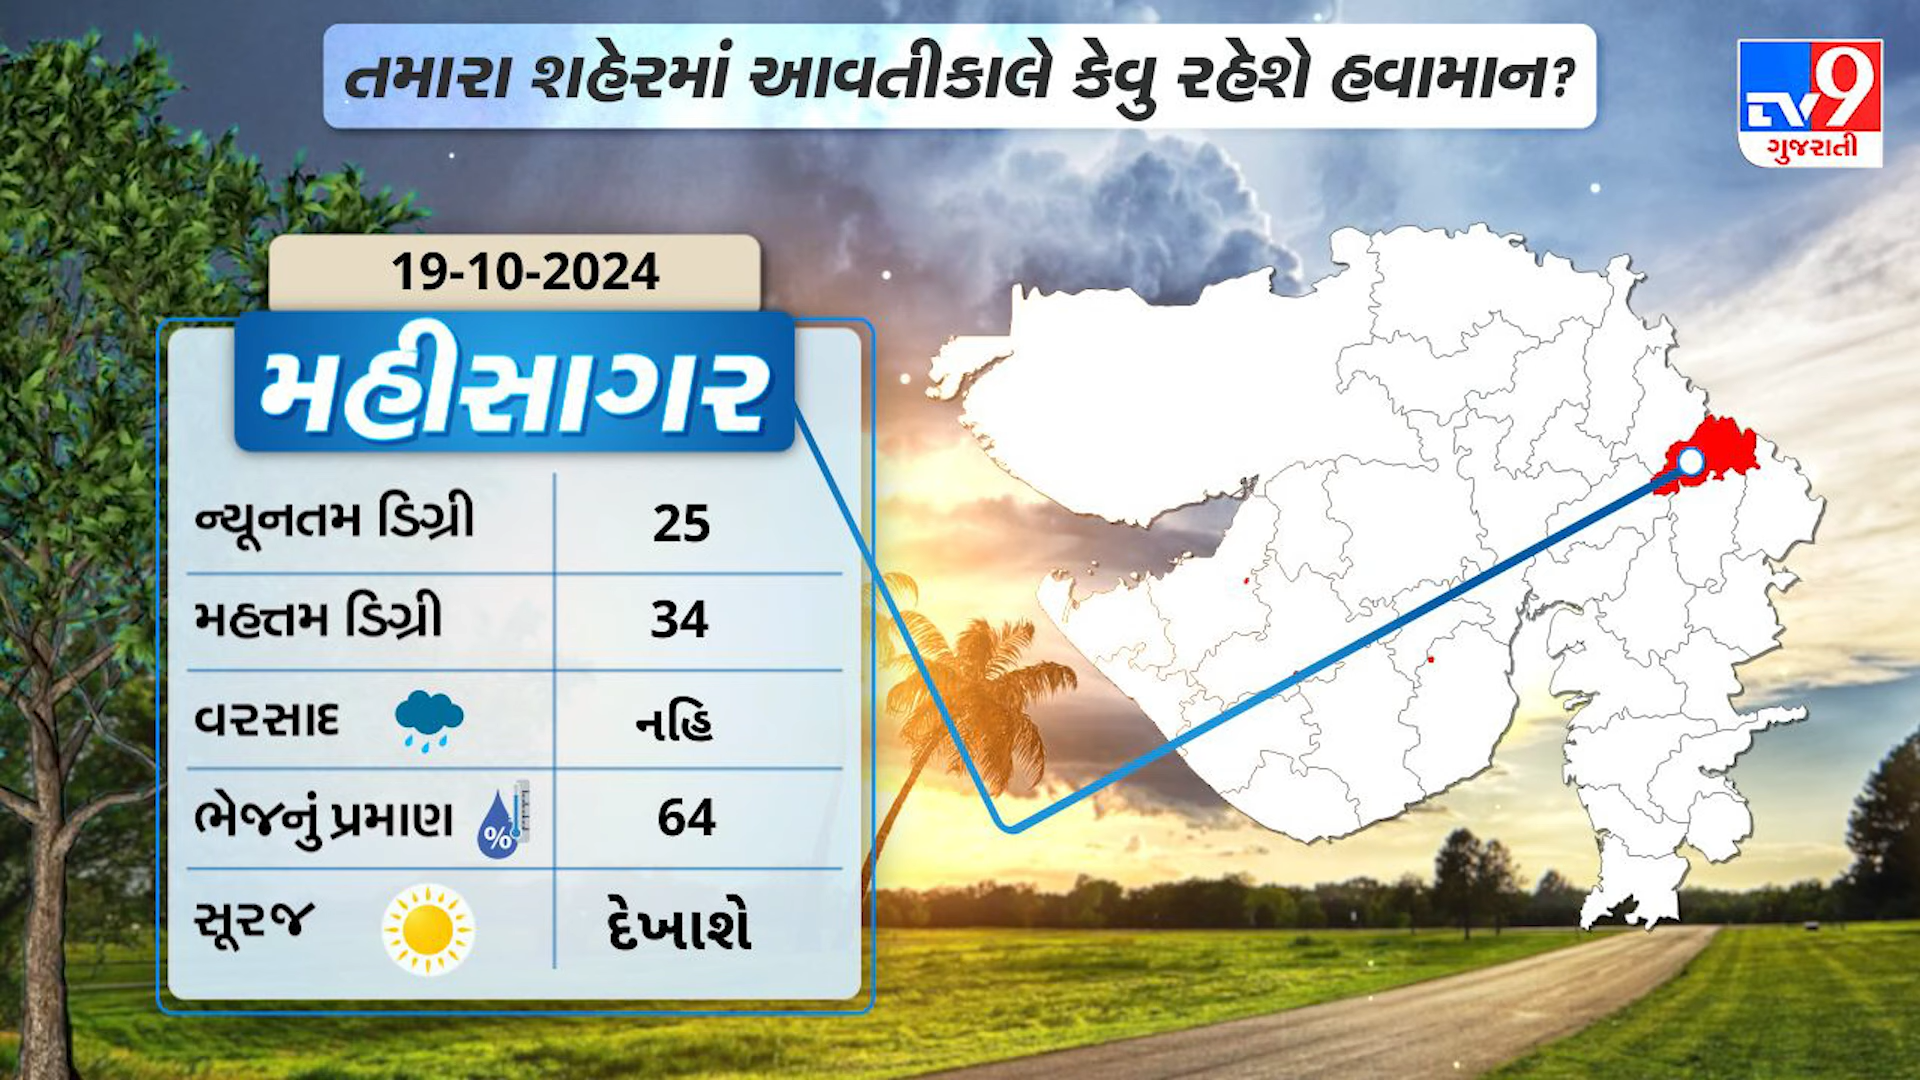 તમારા શહેરમાં આવતીકાલે કેવુ રહેશે હવામાન?
TV9
ગુજરાતી
19-10-2024
મહીસાગર
ન્યૂનતમ ડિગ્રી 25
મહત્તમ ડિગ્રી 34
વરસાદ નહિ
ભેજનું પ્રમાણ % 64
સૂરજ દેખાશે